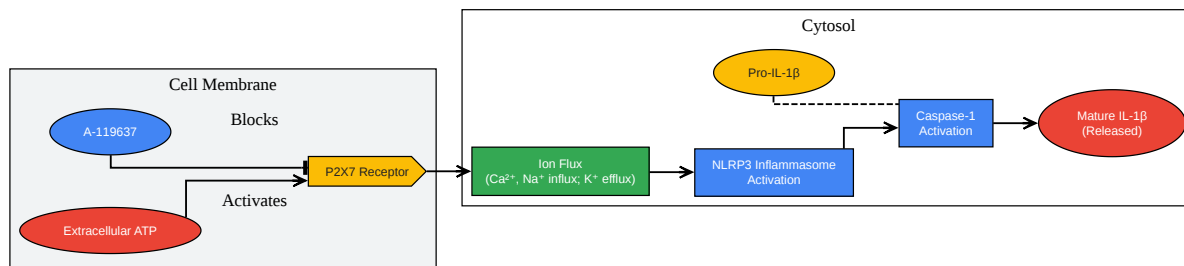 Cytosol
Pro-IL-1β
Cell Membrane
Blocks
A-119637
Caspase-1
Activation
Mature IL-1β
(Released)
P2X7 Receptor
Ion Flux
(Ca²⁺, Na⁺ influx; K⁺ efflux)
NLRP3 Inflammasome
Activation
Activates
Extracellular ATP